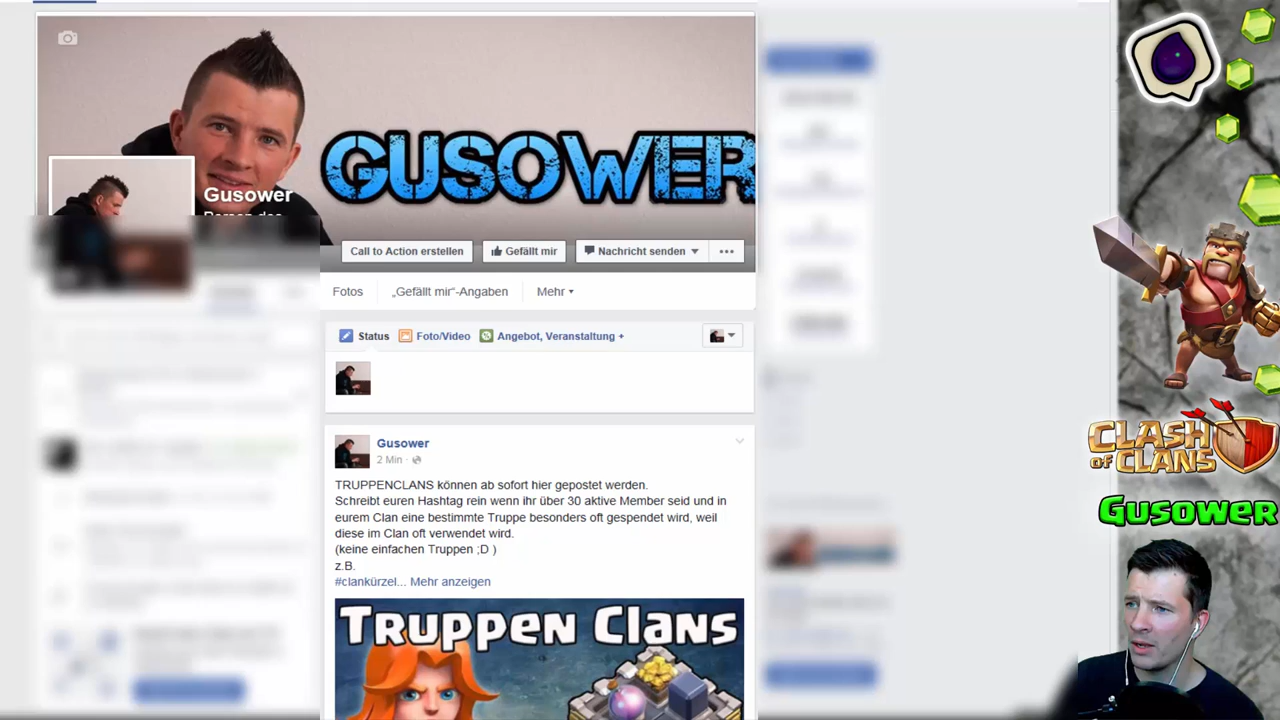 GUSOWER
Gusower
Call to Action erstellen
Gefällt mir
Nachricht senden
Fotos
„Gefällt mir“-Angaben
Mehr
Status
Foto/Video
Angebot, Veranstaltung +
Gusower
2 Min ·
TRUPPENCLANS können ab sofort hier gepostet werden.
Schreibt euren Hashtag rein wenn ihr über 30 aktive Member seid und in
eurem Clan eine bestimmte Truppe besonders oft gespendet wird, weil
diese im Clan oft verwendet wird.
(keine einfachen Truppen ;D )
z.B.
#clankürzel... Mehr anzeigen
Truppen Clans
CLASH
OF CLANS
Gusower